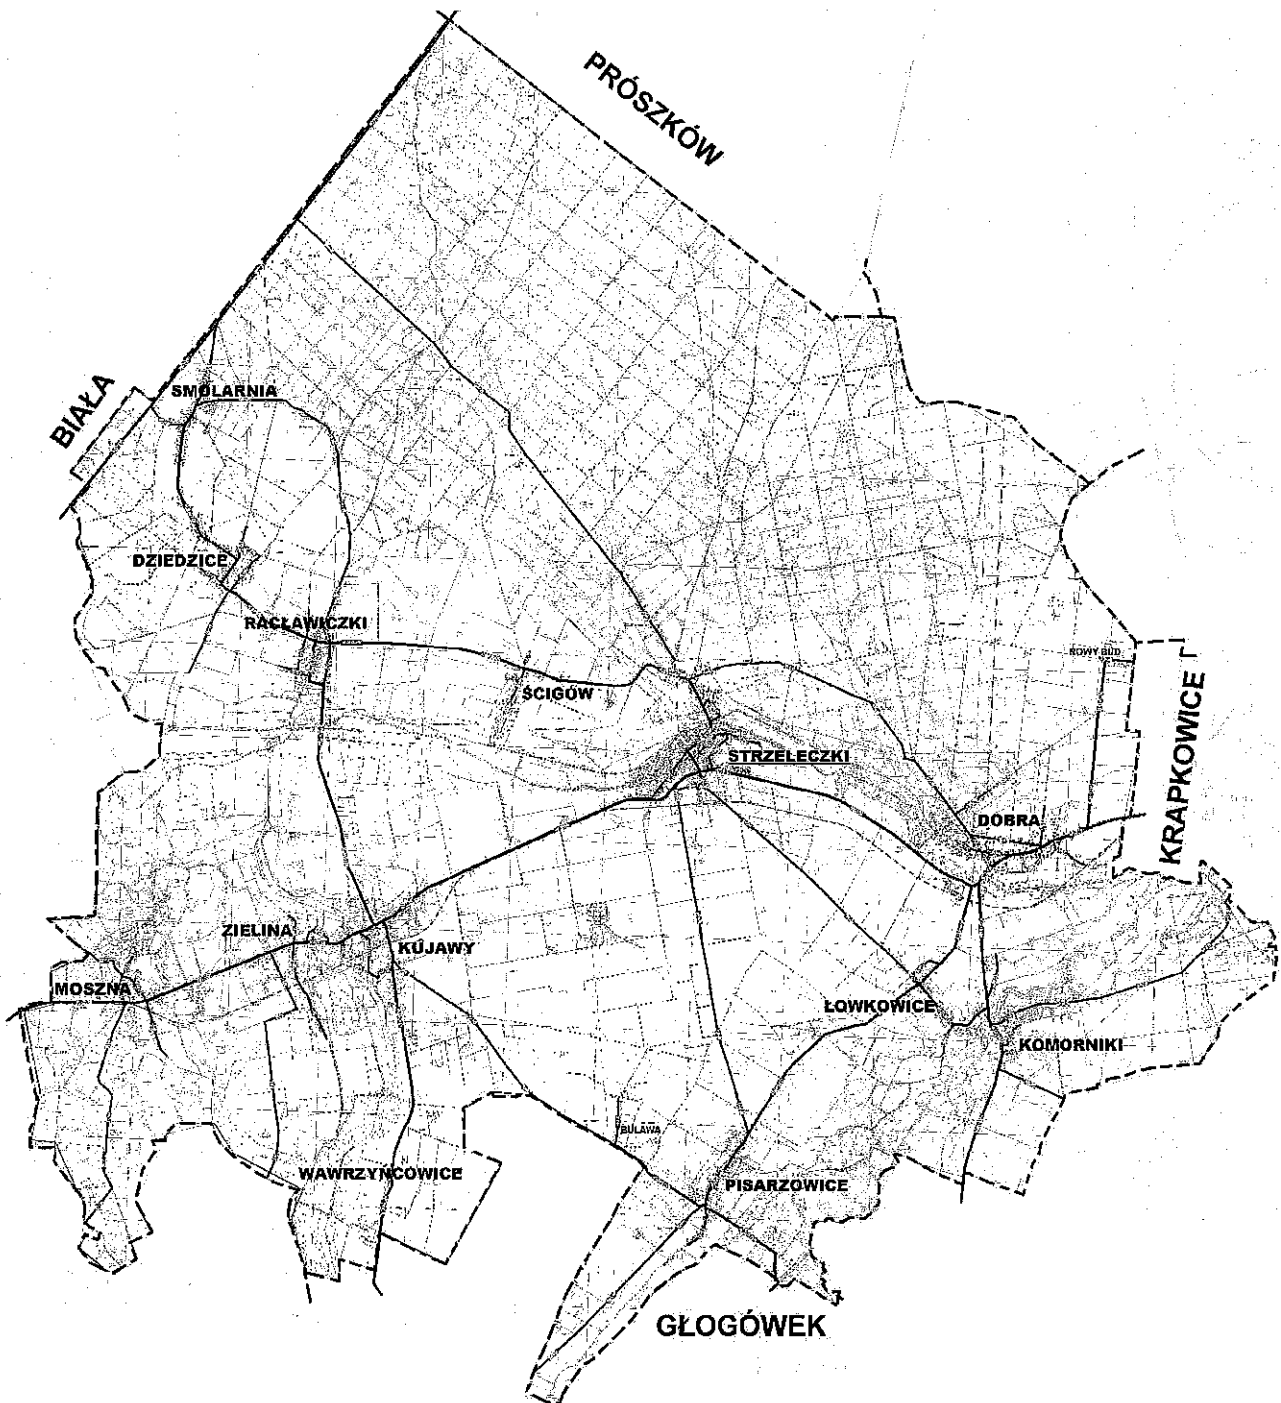 PRÓSZKÓW
BIAŁA
SMOLARNIA
DZIEDZICE
RACŁAWICZKI
ŚCIGÓW
NOWY BUD
KRAPKOWICE
STRZELECZKI
DOBRA
ZIELINA
KUJAWY
MOSZNA
ŁOWKOWICE
KOMORNIKI
BUŁAWA
WAWRZYŃCOWICE
PISARZOWICE
GŁOGÓWEK